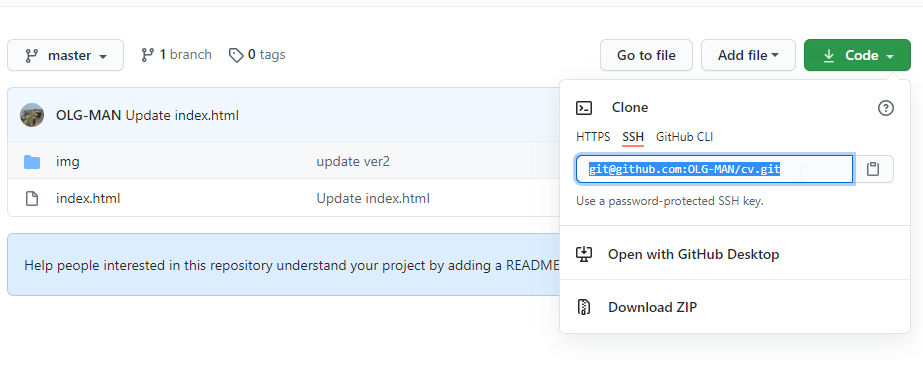 master 1 branch 0 tags Go to file Add file Code
Clone
OLG-MAN Update index.html
HTTPS SSH GitHub CLI
img update ver2
git@github.com:OLG-MAN/cv.git
index.html Update index.html
Use a password-protected SSH key.
Open with GitHub Desktop
Help people interested in this repository understand your project by adding a README
Download ZIP